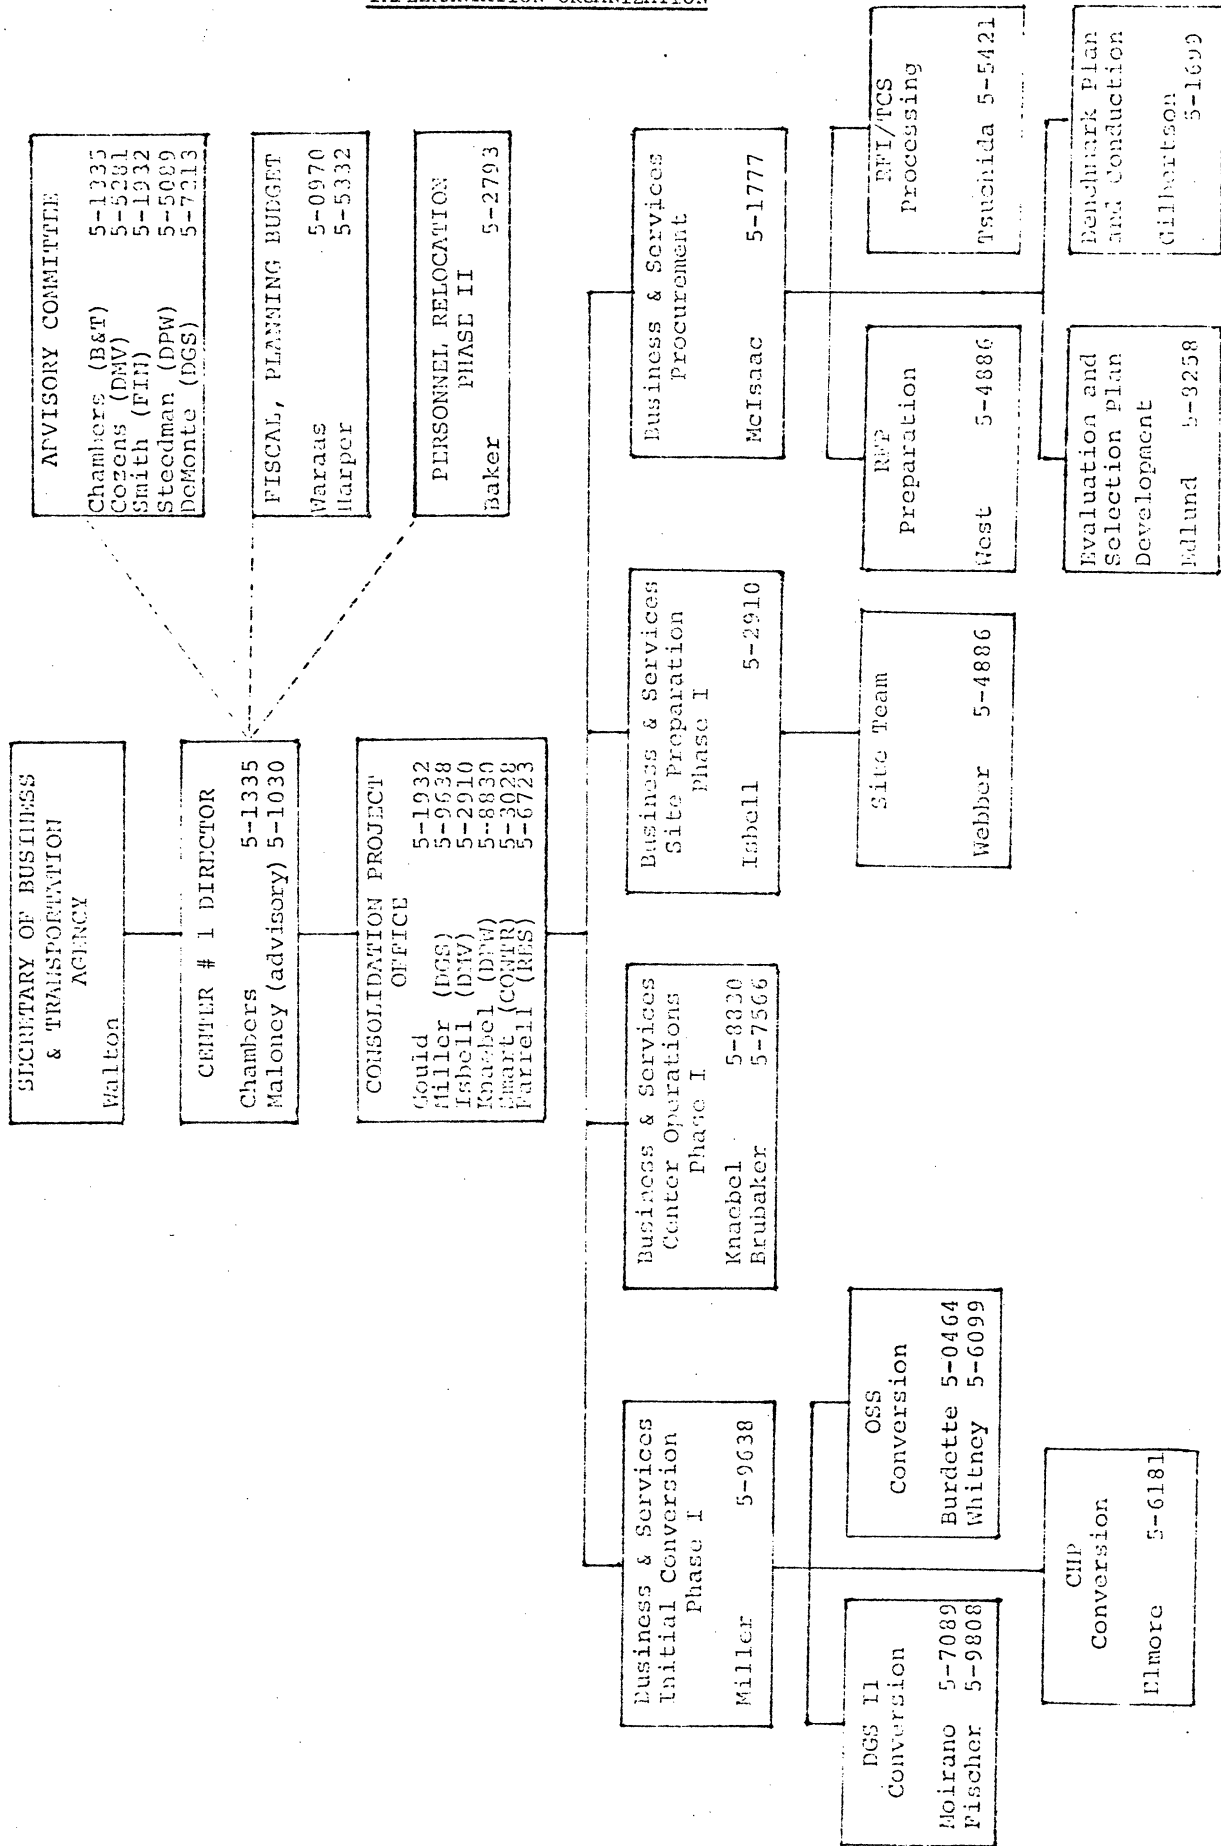 IMPLEMENTATION ORGANIZATION
SECRETARY OF BUSINESS
& TRANSPORTATION
AGENCY
Walton
CENTER # 1 DIRECTOR
Chambers 5-1335
Maloney (advisory) 5-1030
ADVISORY COMMITTEE
Chambers (B&T) 5-1335
Cozens (DMV) 5-5281
Smith (FIN) 5-1932
Steedman (DPW) 5-5089
DeMonte (DGS)
FISCAL, PLANNING BUDGET
Waraas 5-0970
Harper 5-5332
PERSONNEL RELOCATION
PHASE II
Baker 5-2793
CONSOLIDATION PROJECT
OFFICE
Gouid 5-1932
Miller (DGS) 5-9638
Isbell (DMV) 5-2910
Knaebel (DPW) 5-8830
(CONTR) 5-3028
Farrell (RES) 5-6723
Business & Services
Initial Conversion
Phase I
Miller 5-9638
Business & Services
Center Operations
Phase I
Knaebel 5-8830
Brubaker 5-7566
Business & Services
Site Preparation
Phase I
Isbell 5-2910
Business & Services
Procurement
McIsaac 5-1777
DGS I1
Conversion
Moirano 5-7089
Fischer 5-9808
OSS
Conversion
Burdette 5-0464
Whitney 5-6099
CHP
Conversion
Elmore 5-6181
Site Team
Webber 5-4886
RFP
Preparation
West 5-4886
RFI/TCS
Processing
Tsuchida 5-5421
Evaluation and
Selection Plan
Development
Edlund 5-3258
Benchmark Plan
and Conduction
Gilbertson
5-1699